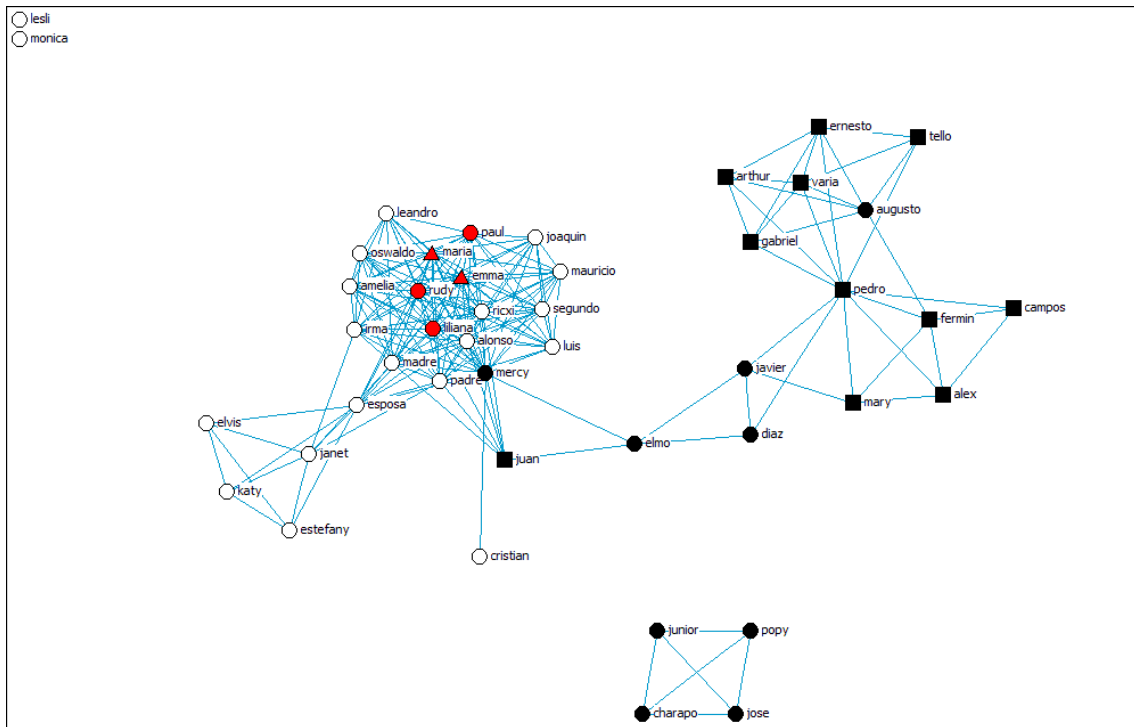 lesli
monica
ernesto
tello
arthur
varia
augusto
leandro
paul
joaquin
gabriel
oswaldo
maria
emma
mauricio
amelia
rudy
pedro
ricxi
segundo
campos
fermin
irma
liliana
alonso
luis
madre
mercy
padre
javier
alex
mary
esposa
elvis
diaz
elmo
janet
juan
katy
estefany
cristian
junior
popy
charapo
jose